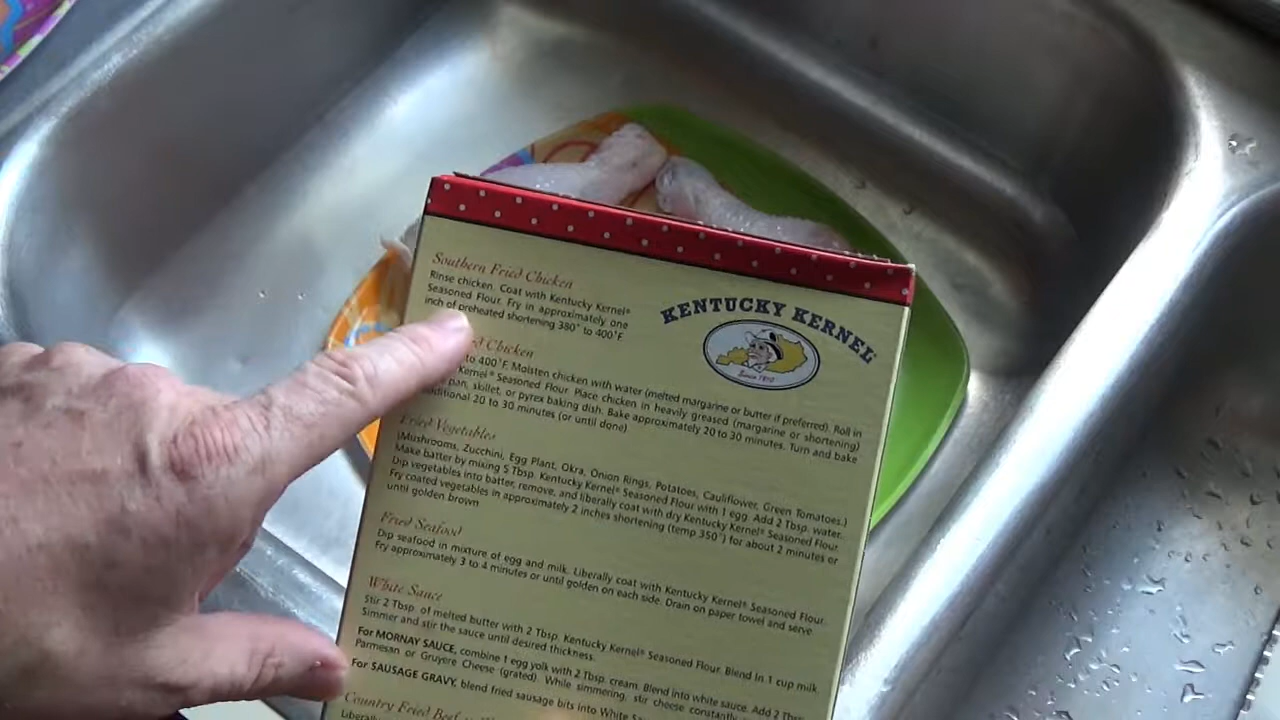 Southern Fried Chicken
Rinse chicken. Coat with Kentucky Kernel®
Seasoned Flour. Fry in approximately one
inch of preheated shortening 380° to 400°F
KENTUCKY KERNEL
Since 1910
Chicken
to 400°F. Moisten chicken with water (melted margarine or butter if preferred). Roll in
Kernel® Seasoned Flour. Place chicken in heavily greased (margarine or shortening)
pan, skillet, or pyrex baking dish. Bake approximately 20 to 30 minutes. Turn and bake
additional 20 to 30 minutes (or until done)
Fried Vegetables
(Mushrooms, Zucchini, Egg Plant, Okra, Onion Rings, Potatoes, Cauliflower, Green Tomatoes.)
Make batter by mixing 5 Tbsp. Kentucky Kernel® Seasoned Flour with 1 egg. Add 2 Tbsp. water.
Dip vegetables into batter, remove, and liberally coat with dry Kentucky Kernel® Seasoned Flour.
Fry coated vegetables in approximately 2 inches shortening (temp 350°) for about 2 minutes or
until golden brown
Fried Seafood
Dip seafood in mixture of egg and milk. Liberally coat with Kentucky Kernel® Seasoned Flour.
Fry approximately 3 to 4 minutes or until golden on each side. Drain on paper towel and serve
White Sauce
Stir 2 Tbsp. of melted butter with 2 Tbsp. Kentucky Kernel® Seasoned Flour. Blend in 1 cup milk.
Simmer and stir the sauce until desired thickness.
For MORNAY SAUCE, combine 1 egg yolk with 2 Tbsp. cream. Blend into white sauce. Add 2 Tbsp.
Parmesan or Gruyere Cheese (grated). While simmering, stir cheese constantly
For SAUSAGE GRAVY, blend fried sausage bits into White
Country Fried